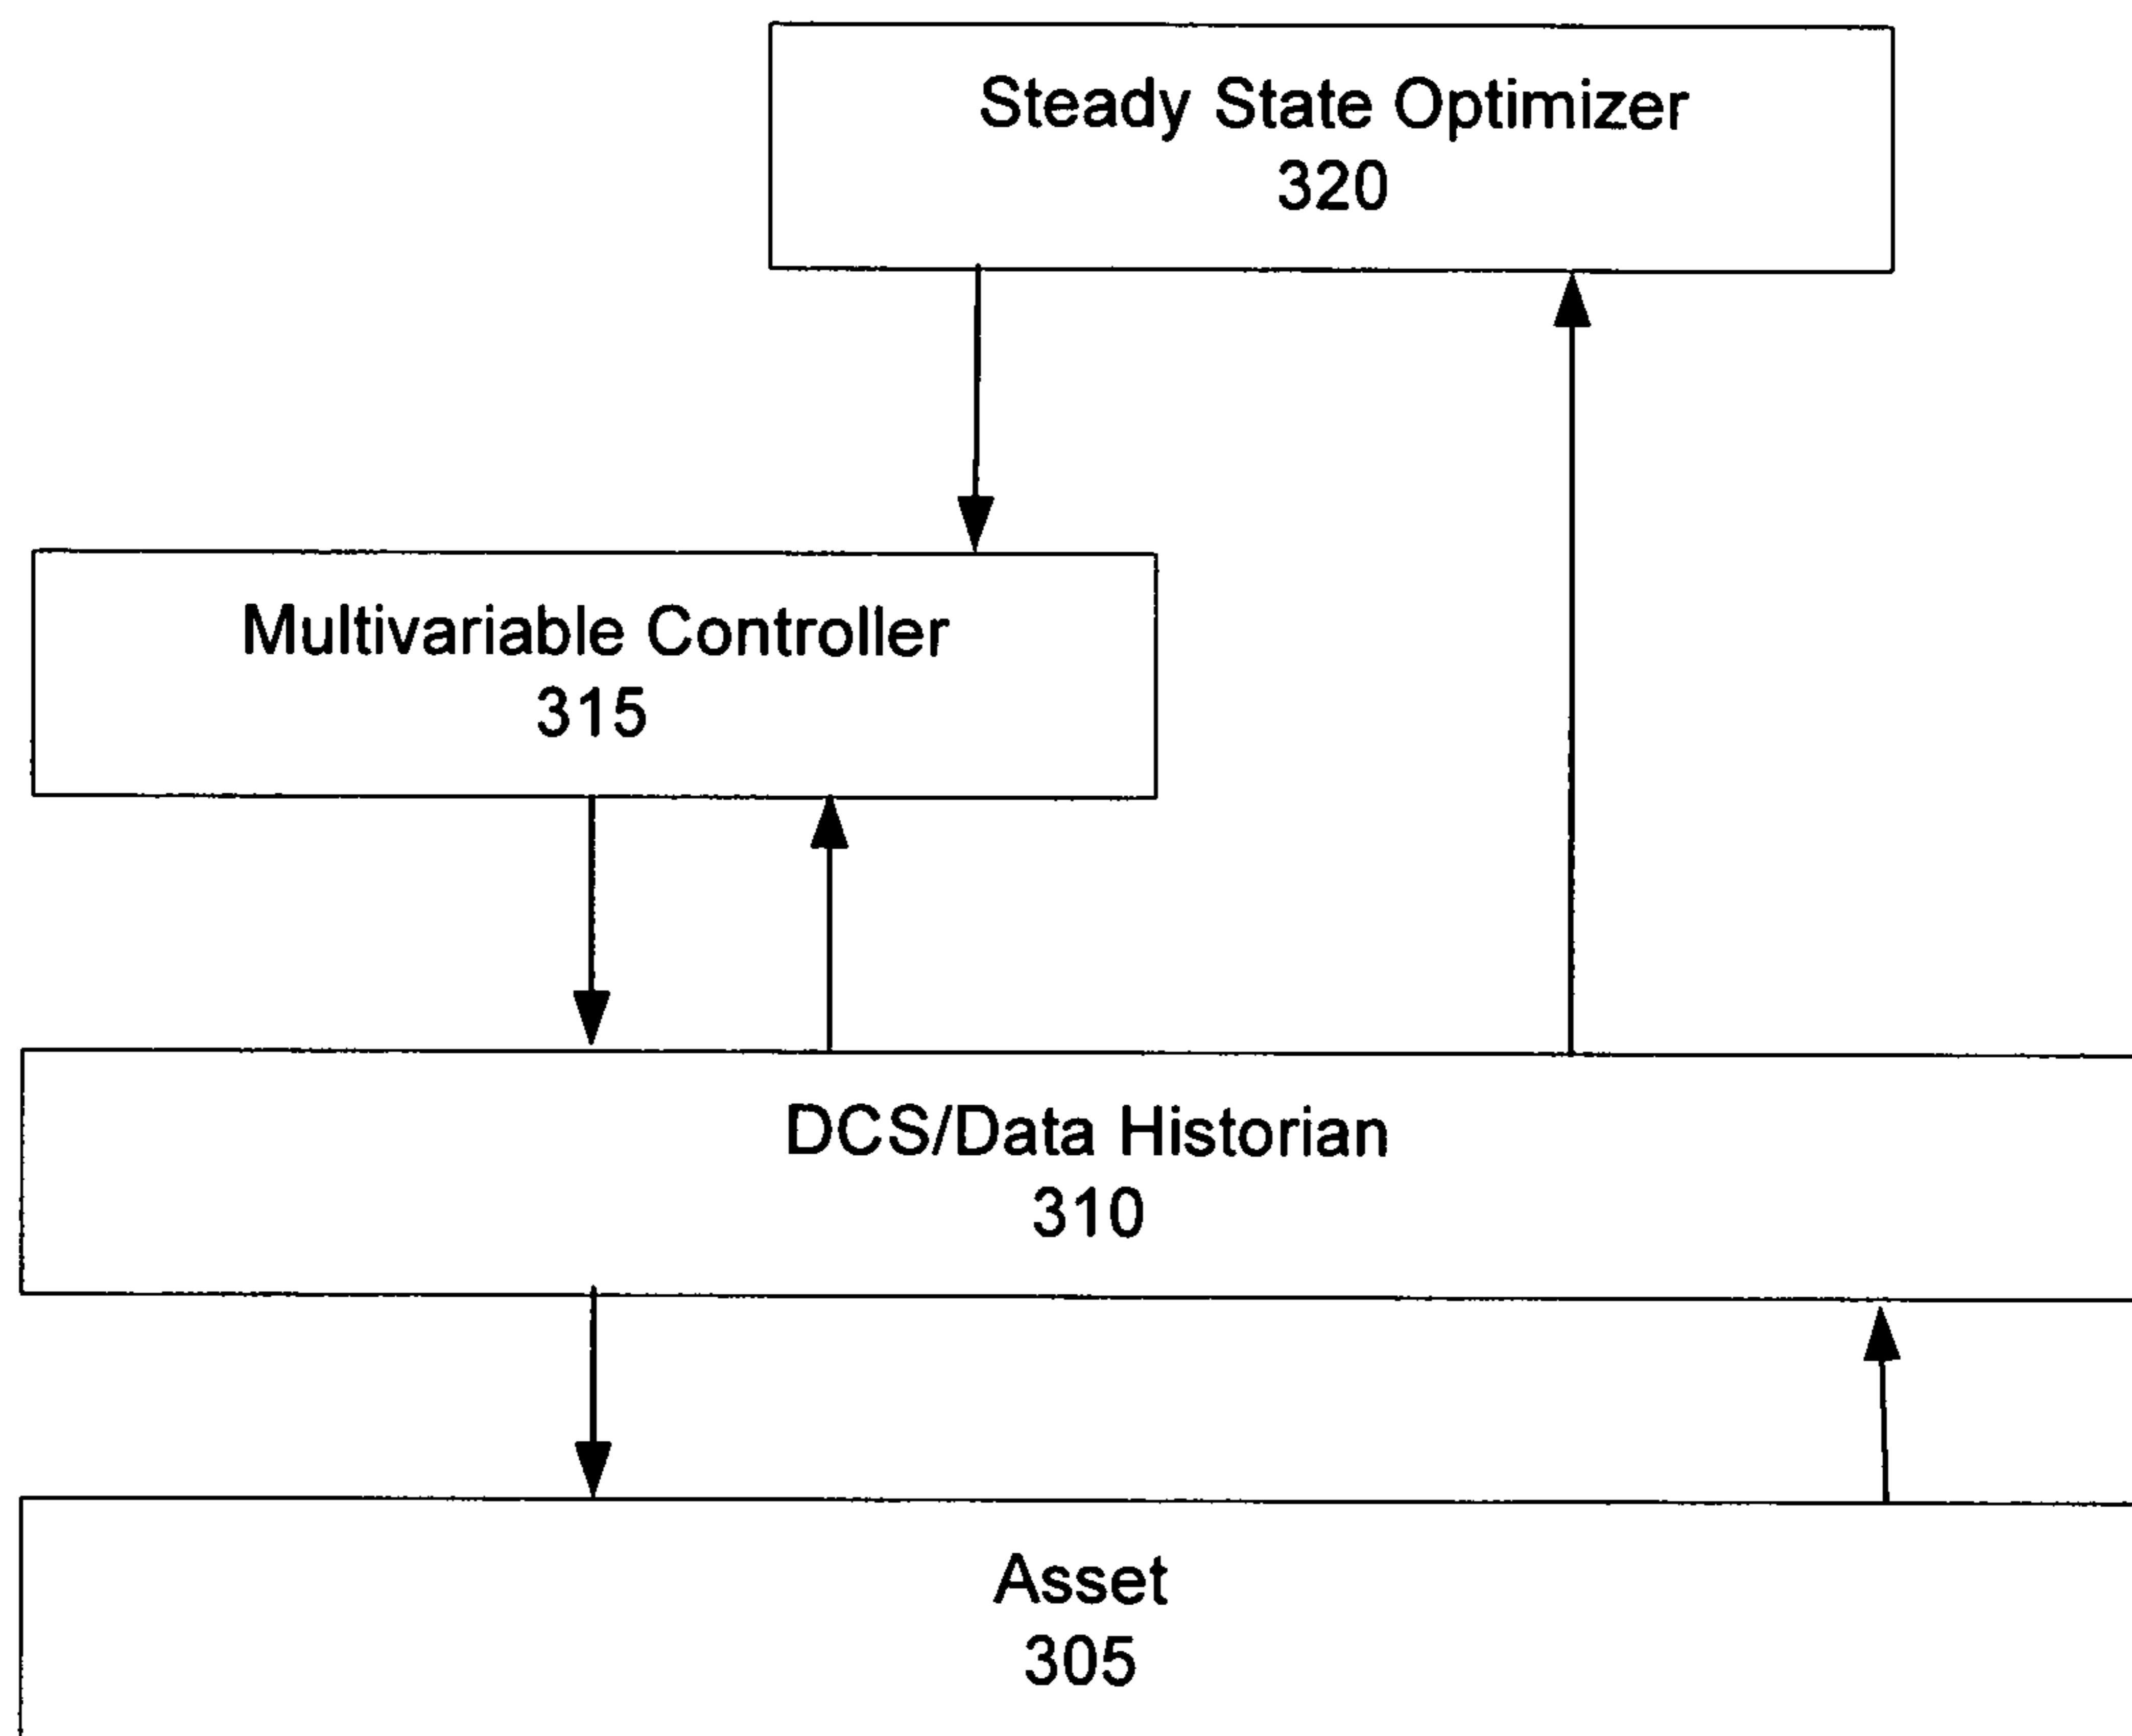 Steady State Optimizer
320
Multivariable Controller
315
DCS/Data Historian
310
Asset
305